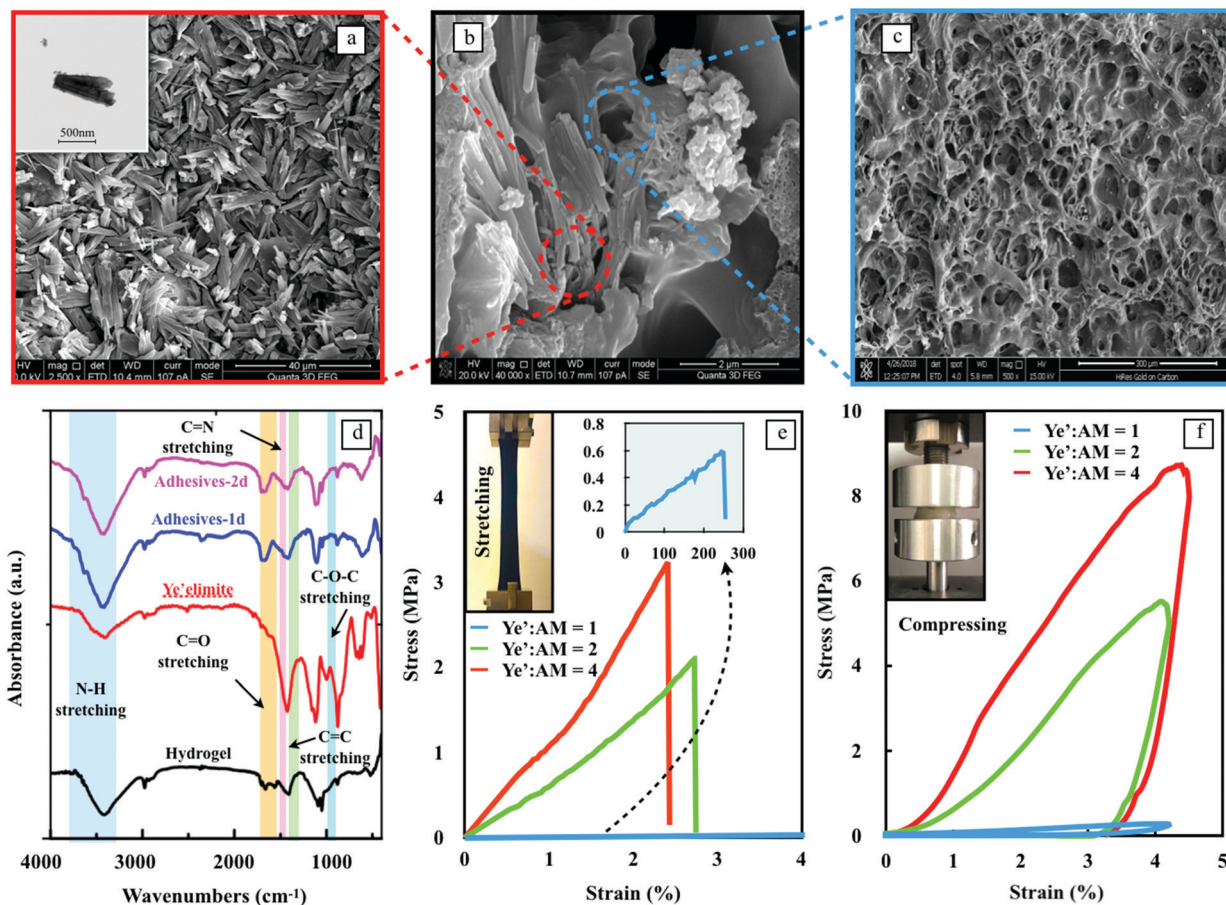 a
500nm
HV
mag
det
WD
curr
mode
40 μm
0.0 kV
2 500 x
ETD
10.4 mm
107 pA
SE
Quanta 3D FEG
b
HV
mag
det
WD
curr
mode
2 μm
20.0 kV
40 000 x
ETD
10.7 mm
107 pA
SE
Quanta 3D FEG
c
4/26/2018
det
spot
WD
mag
HV
300 μm
12:25:07 PM
ETD
4.0
5.8 mm
500 x
15.00 kV
HiRes Gold on Carbon
d
C=N
stretching
Adhesives-2d
Adhesives-1d
Ye'elimite
C-O-C
stretching
C=O
stretching
N-H
stretching
C=C
stretching
Hydrogel
Absorbance (a.u.)
4000 3000 2000 1000
Wavenumbers (cm-1)
e
Stretching
0.8
0.6
0.4
0.2
0
0 100 200 300
Ye':AM = 1
Ye':AM = 2
Ye':AM = 4
Stress (MPa)
5
3
2
1
0
0 1 2 3 4
Strain (%)
f
Ye':AM = 1
Ye':AM = 2
Ye':AM = 4
Compressing
Stress (MPa)
10
8
6
4
2
0
0 1 2 3 4 5
Strain (%)